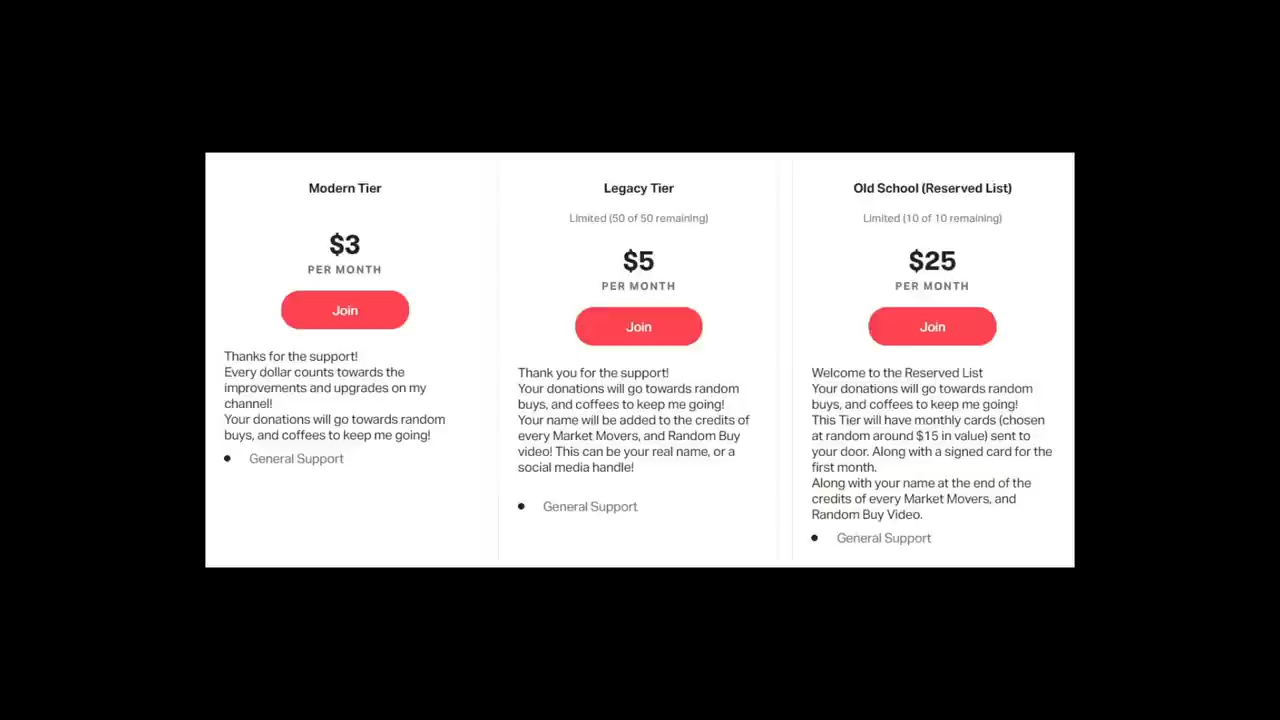 Modern Tier
$3
PER MONTH
Join
Thanks for the support!
Every dollar counts towards the
improvements and upgrades on my
channel!
Your donations will go towards random
buys, and coffees to keep me going!
General Support
Legacy Tier
Limited (50 of 50 remaining)
$5
PER MONTH
Join
Thank you for the support!
Your donations will go towards random
buys, and coffees to keep me going!
Your name will be added to the credits of
every Market Movers, and Random Buy
video! This can be your real name, or a
social media handle!
General Support
Old School (Reserved List)
Limited (10 of 10 remaining)
$25
PER MONTH
Join
Welcome to the Reserved List
Your donations will go towards random
buys, and coffees to keep me going!
This Tier will have monthly cards (chosen
at random around $15 in value) sent to
your door. Along with a signed card for the
first month.
Along with your name at the end of the
credits of every Market Movers, and
Random Buy Video.
General Support